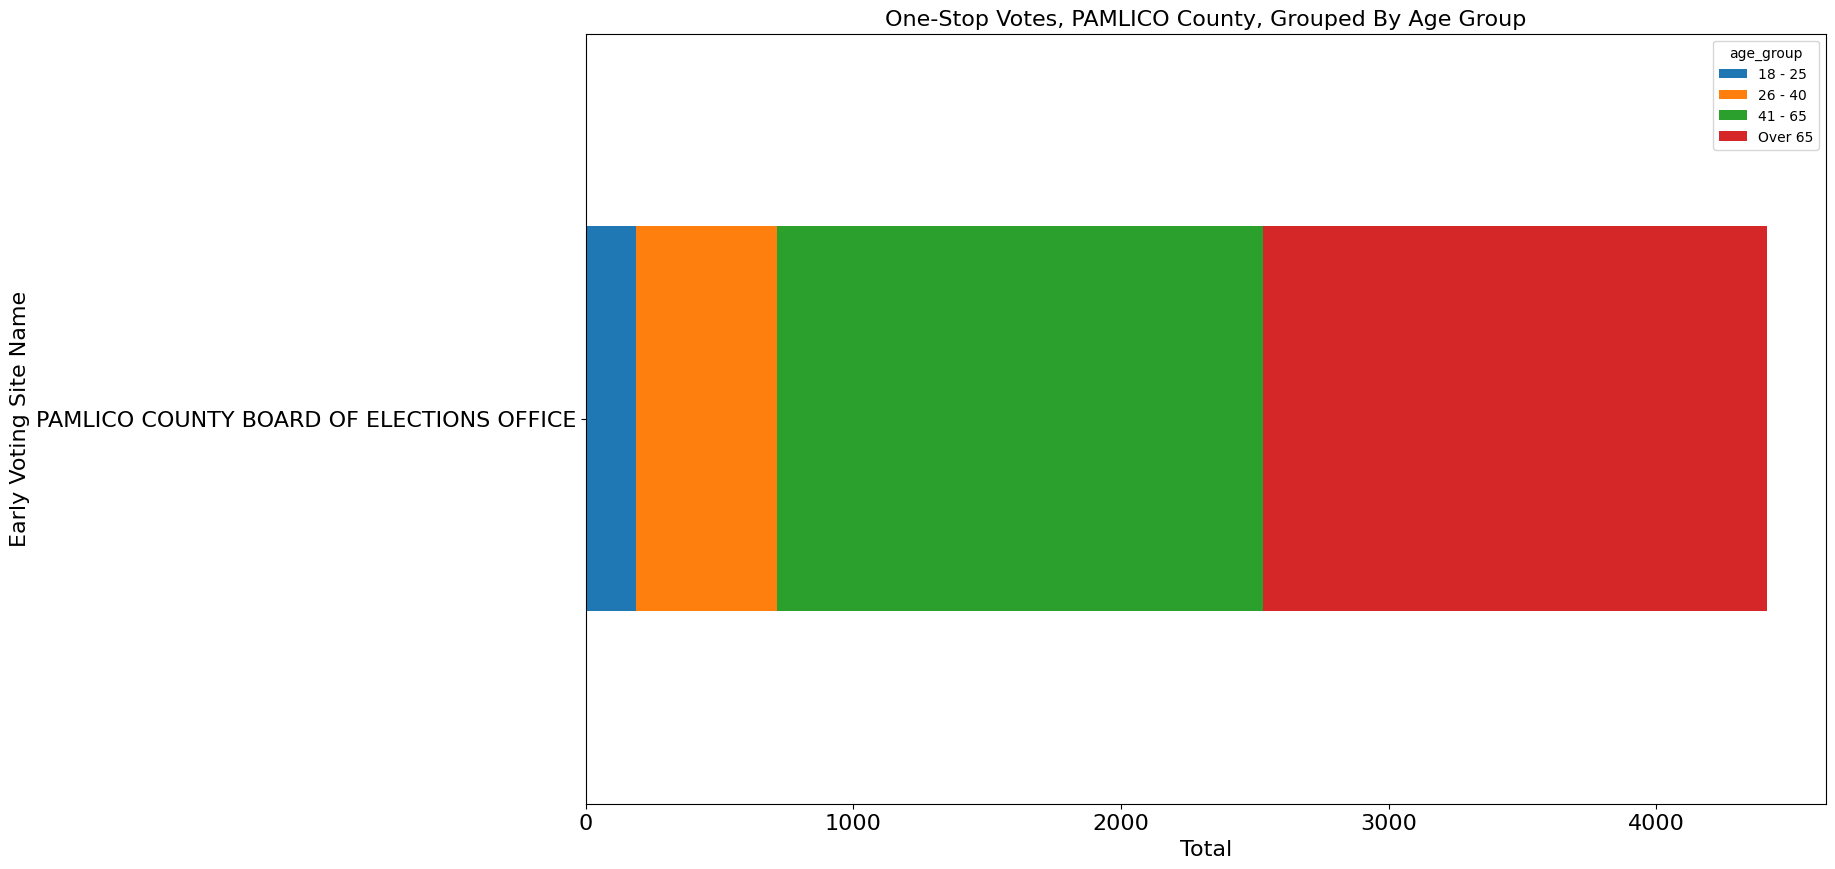 One-Stop Votes, PAMLICO County, Grouped By Age Group
age_group
18 - 25
26 - 40
41 - 65
Over 65
Early Voting Site Name
PAMLICO COUNTY BOARD OF ELECTIONS OFFICE
0 1000 2000 3000 4000
Total